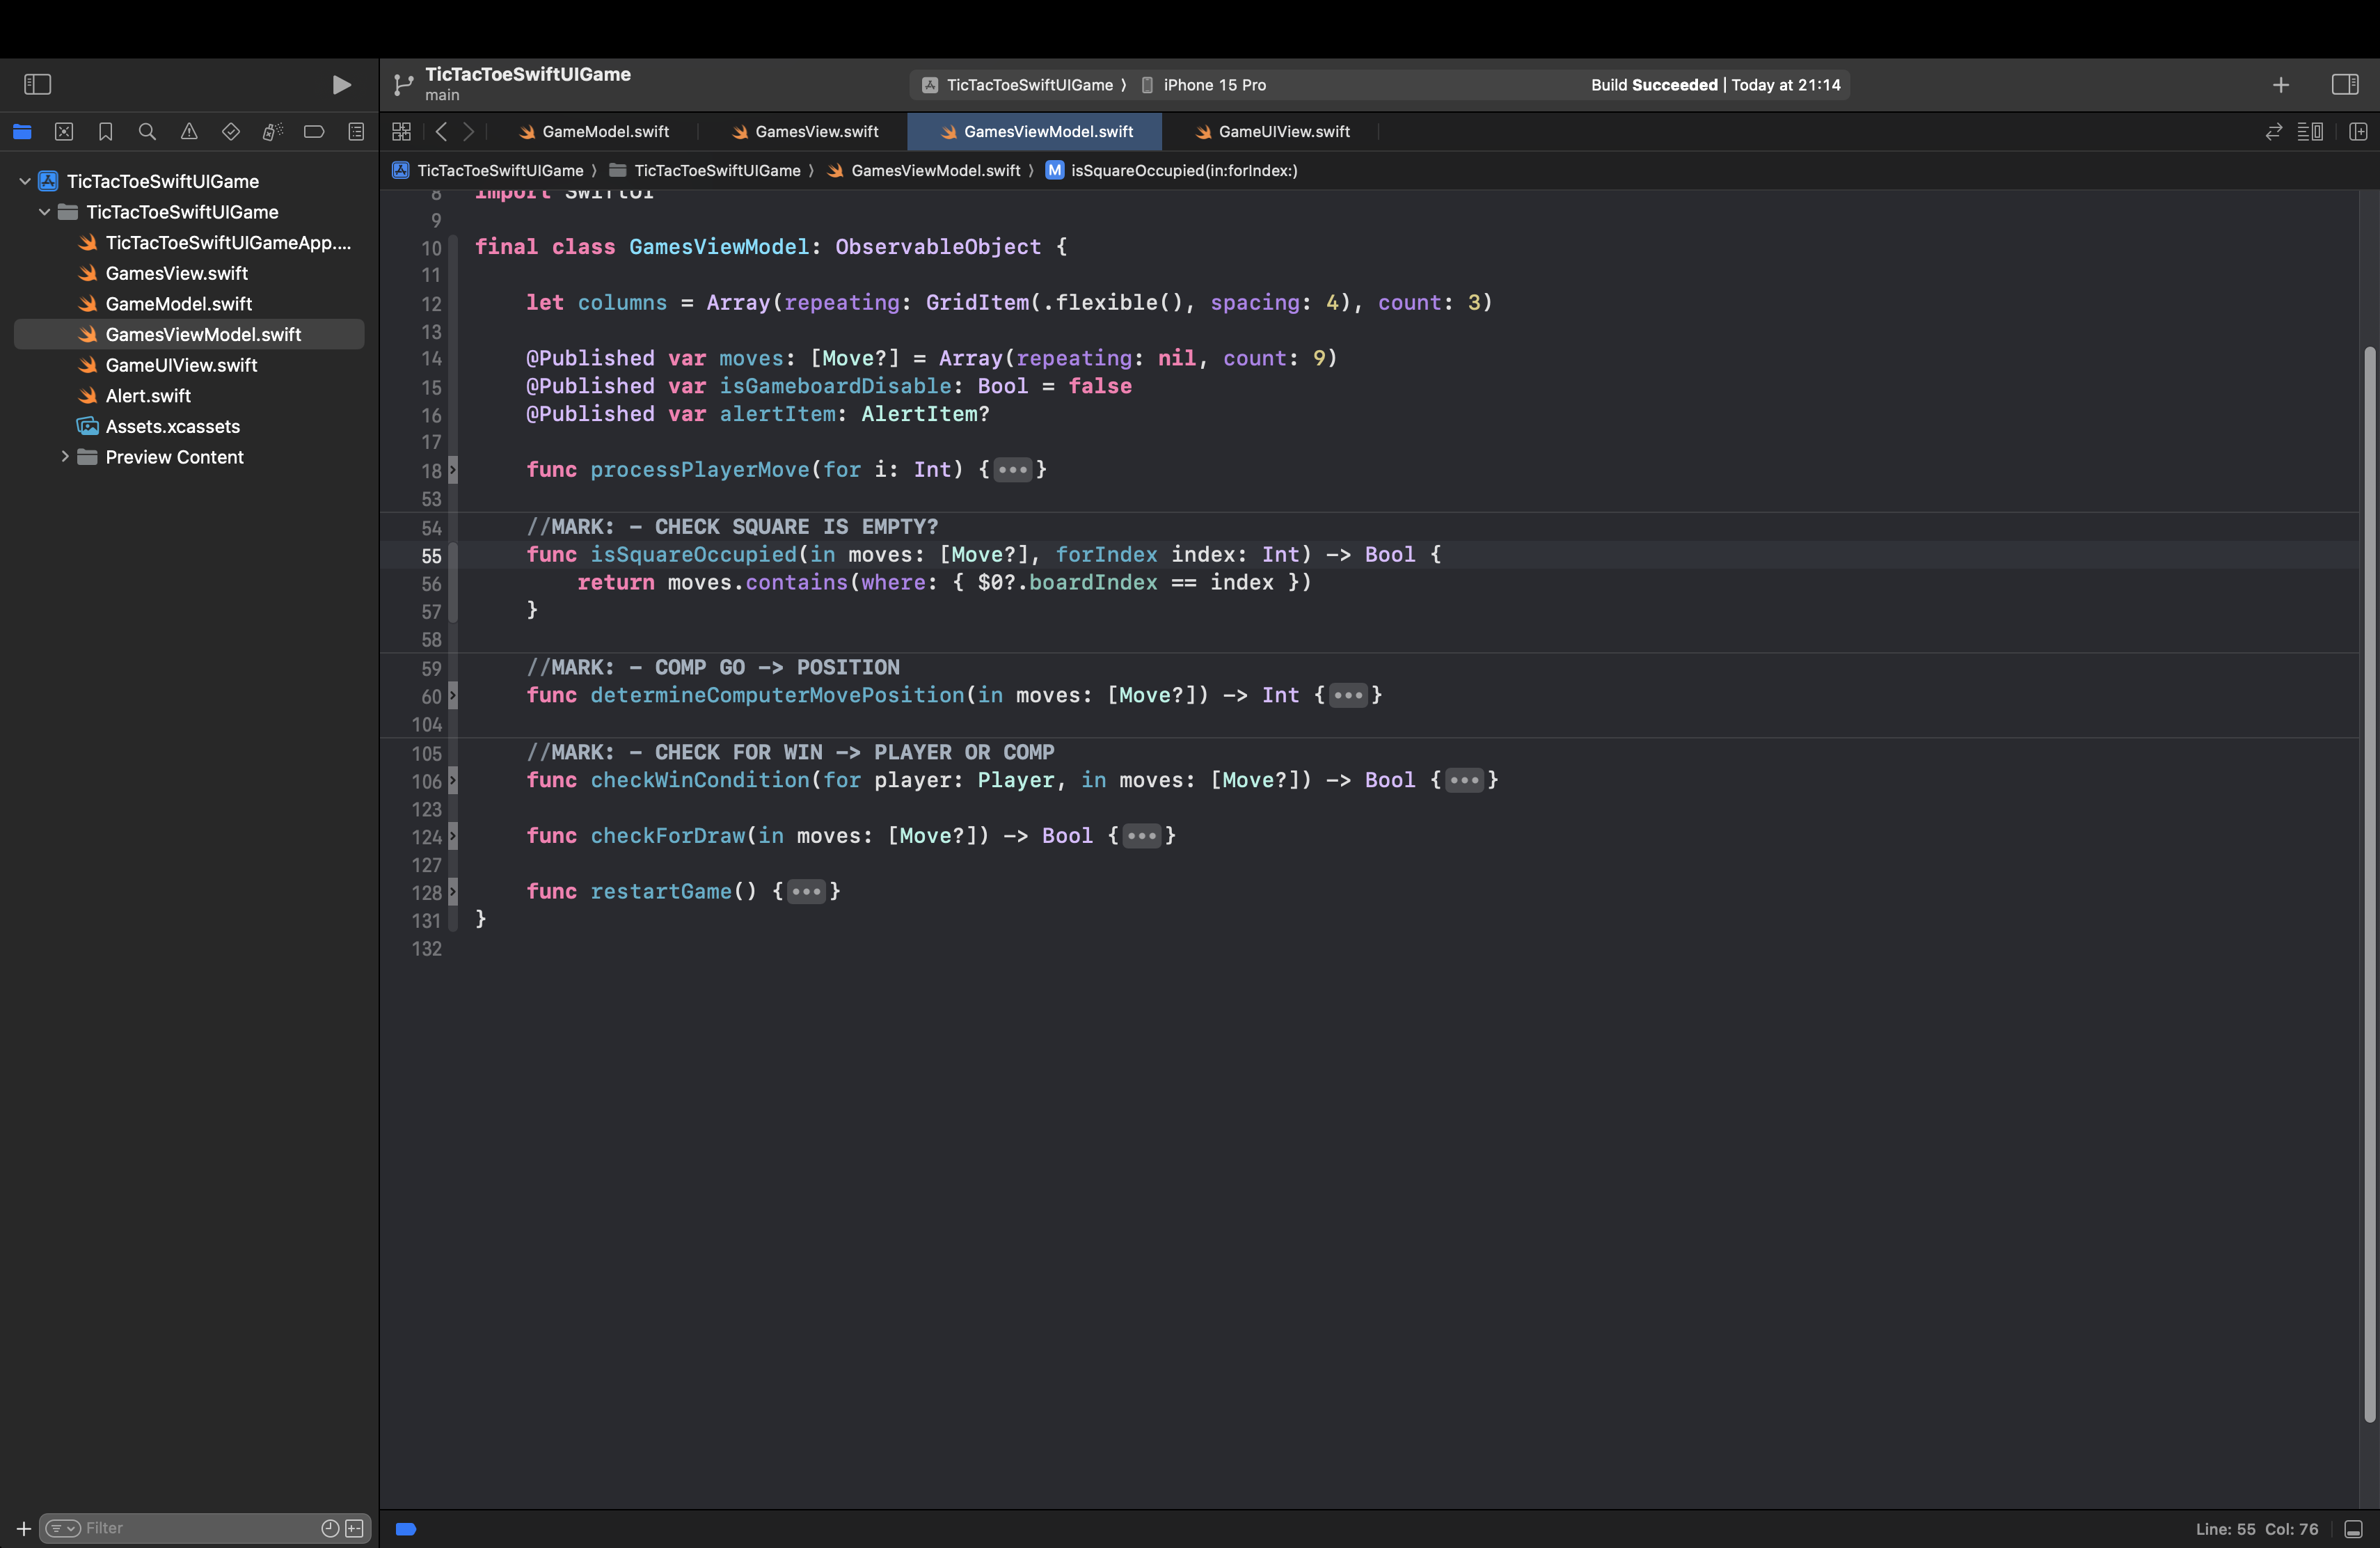 TicTacToeSwiftUIGame
main
TicTacToeSwiftUIGame 〉 iPhone 15 Pro
Build Succeeded | Today at 21:14
GameModel.swift
GamesView.swift
GamesViewModel.swift
GameUIView.swift
TicTacToeSwiftUIGame 〉 TicTacToeSwiftUIGame 〉 GamesViewModel.swift 〉 M isSquareOccupied(in:forIndex:)
TicTacToeSwiftUIGame
TicTacToeSwiftUIGame
TicTacToeSwiftUIGameApp....
GamesView.swift
GameModel.swift
GamesViewModel.swift
GameUIView.swift
Alert.swift
Assets.xcassets
Preview Content
8 import SwiftUI
9
10 final class GamesViewModel: ObservableObject {
11
12 let columns = Array(repeating: GridItem(.flexible(), spacing: 4), count: 3)
13
14 @Published var moves: [Move?] = Array(repeating: nil, count: 9)
15 @Published var isGameboardDisable: Bool = false
16 @Published var alertItem: AlertItem?
17
18 func processPlayerMove(for i: Int) {•••}
53
54 //MARK: - CHECK SQUARE IS EMPTY?
55 func isSquareOccupied(in moves: [Move?], forIndex index: Int) -> Bool {
56 return moves.contains(where: { $0?.boardIndex == index })
57 }
58
59 //MARK: - COMP GO -> POSITION
60 func determineComputerMovePosition(in moves: [Move?]) -> Int {•••}
104
105 //MARK: - CHECK FOR WIN -> PLAYER OR COMP
106 func checkWinCondition(for player: Player, in moves: [Move?]) -> Bool {•••}
123
124 func checkForDraw(in moves: [Move?]) -> Bool {•••}
127
128 func restartGame() {•••}
131 }
132
Filter
Line: 55 Col: 76